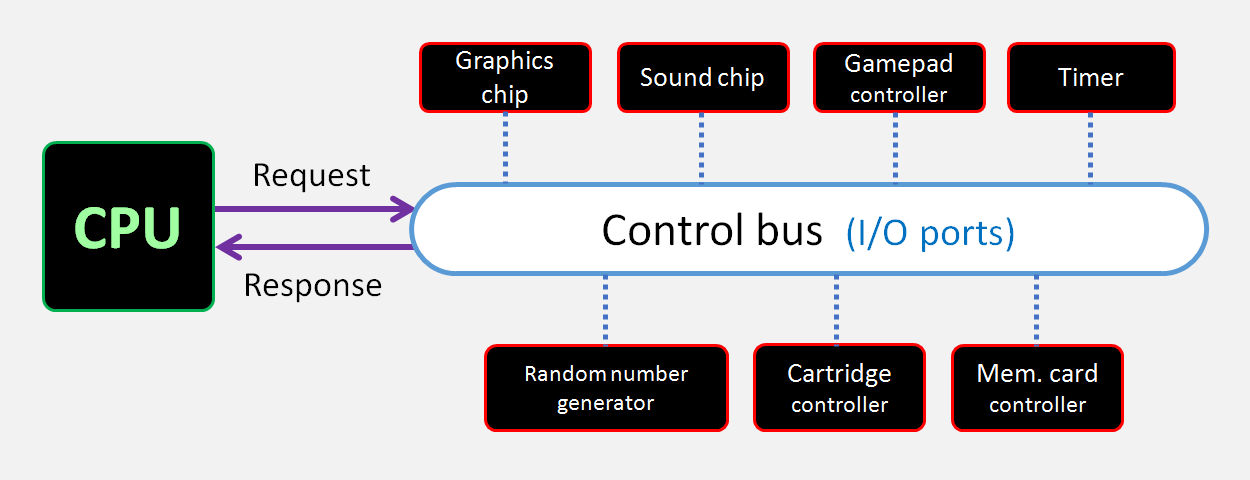 Graphics
chip
Sound chip
Gamepad
controller
Timer
CPU
Request
Response
Control bus (I/O ports)
Random number
generator
Cartridge
controller
Mem. card
controller